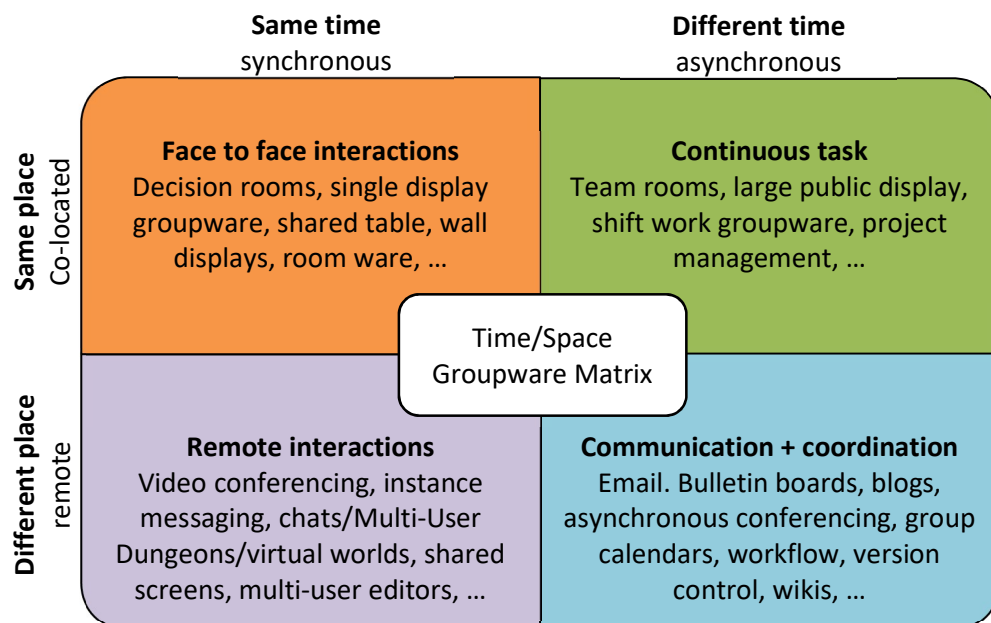 Same time
synchronous
Different time
asynchronous
Same place
Co-located
Face to face interactions
Decision rooms, single display
groupware, shared table, wall
displays, room ware, …
Continuous task
Team rooms, large public display,
shift work groupware, project
management, …
Time/Space
Groupware Matrix
Different place
remote
Remote interactions
Video conferencing, instance
messaging, chats/Multi-User
Dungeons/virtual worlds, shared
screens, multi-user editors, …
Communication + coordination
Email. Bulletin boards, blogs,
asynchronous conferencing, group
calendars, workflow, version
control, wikis, …